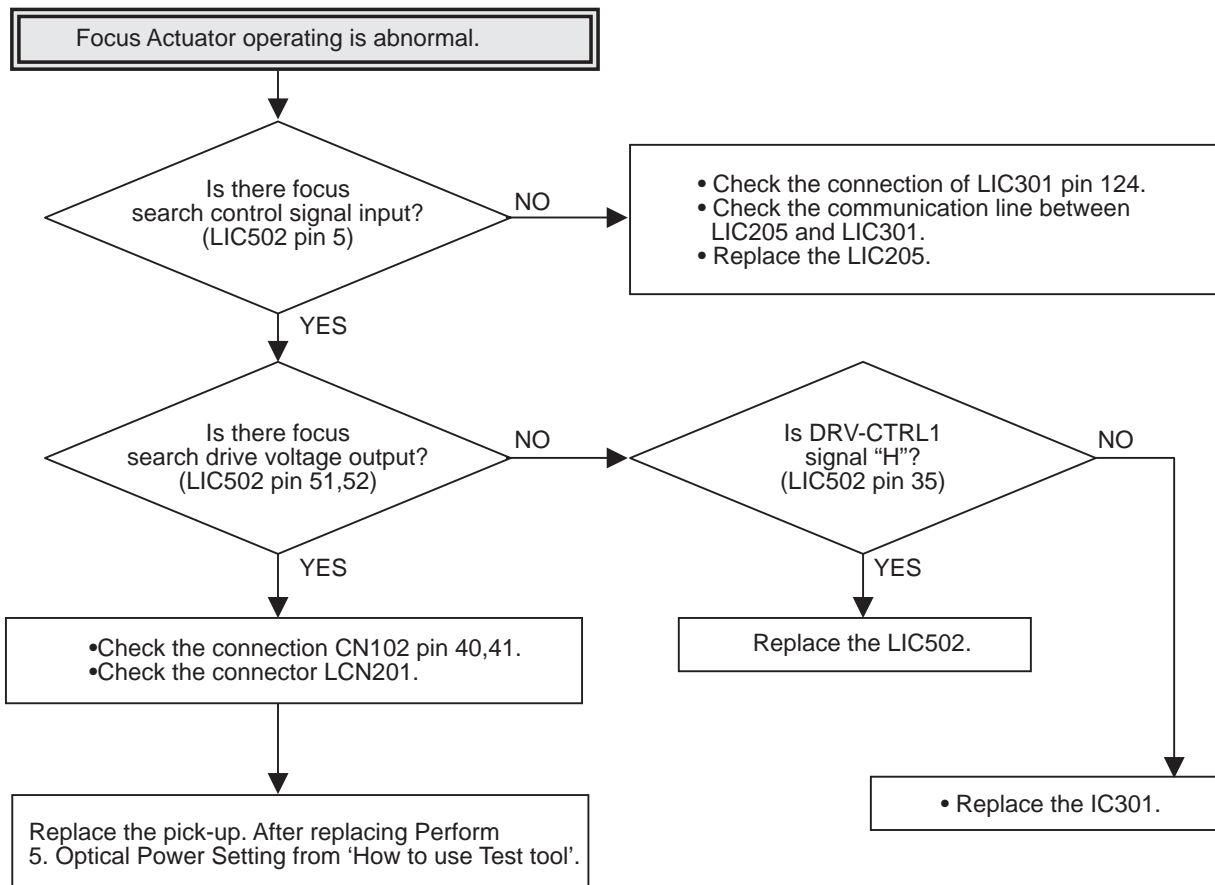 Focus Actuator operating is abnormal.
Is there focus
search control signal input?
(LIC502 pin 5)
NO
• Check the connection of LIC301 pin 124.
• Check the communication line between
LIC205 and LIC301.
• Replace the LIC205.
YES
Is there focus
search drive voltage output?
(LIC502 pin 51,52)
NO
Is DRV-CTRL1
signal “H”?
(LIC502 pin 35)
NO
YES
YES
•Check the connection CN102 pin 40,41.
•Check the connector LCN201.
Replace the LIC502.
• Replace the IC301.
Replace the pick-up. After replacing Perform
5. Optical Power Setting from ‘How to use Test tool’.